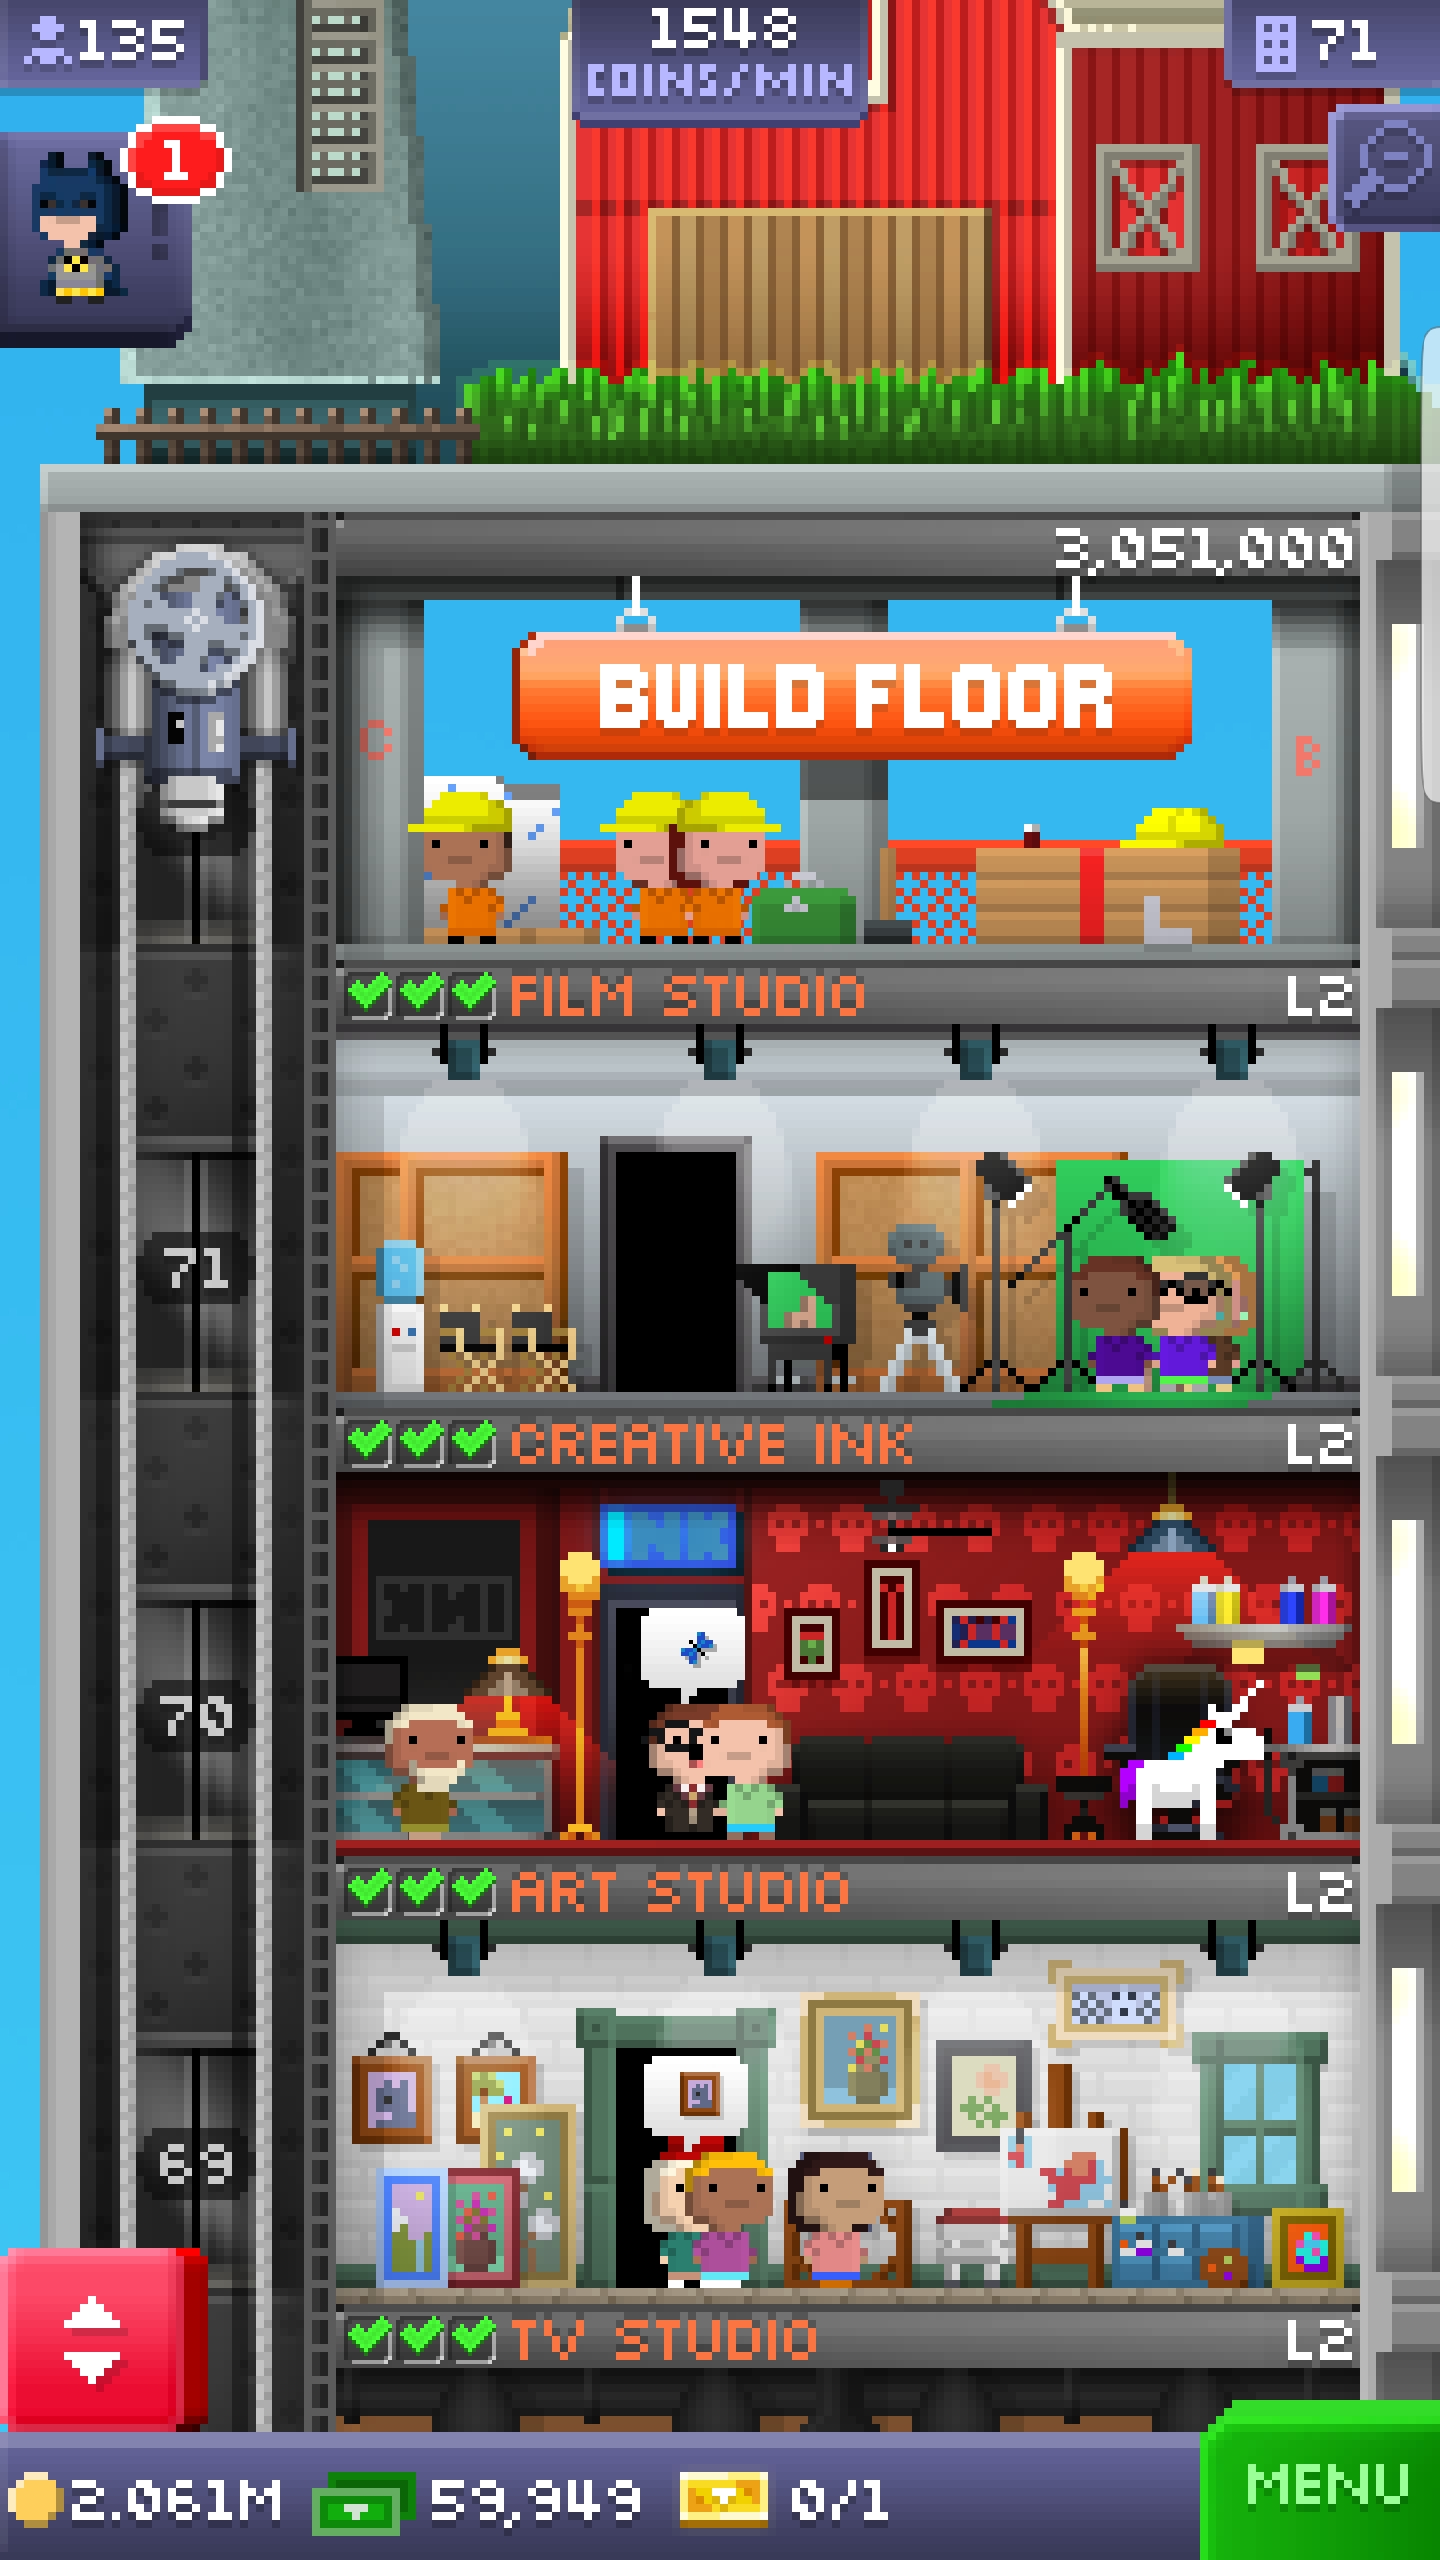 135
1548
COINS/MIN
71
1
3,051,000
BUILD FLOOR
C
B
FILM STUDIO L2
71
CREATIVE INK L2
INK
70
ART STUDIO L2
69
TV STUDIO L2
2.061M 59,949 0/1
MENU